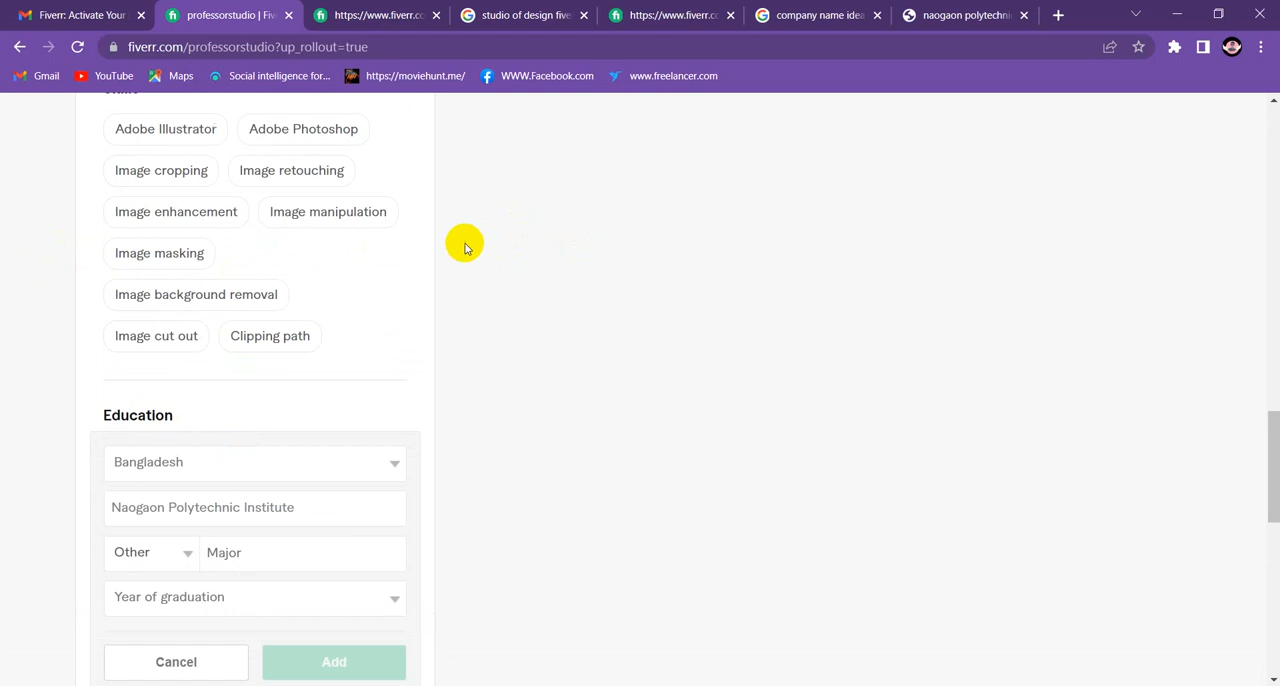 Fiverr: Activate Your
professorstudio | Five
https://www.fiverr.co
studio of design five
https://www.fiverr.cc
company name idea
naogaon polytechnic
fiverr.com/professorstudio?up_rollout=true
Gmail
YouTube
Maps
Social intelligence for...
https://moviehunt.me/
WWW.Facebook.com
www.freelancer.com
Adobe Illustrator
Adobe Photoshop
Image cropping
Image retouching
Image enhancement
Image manipulation
Image masking
Image background removal
Image cut out
Clipping path
Education
Bangladesh
Naogaon Polytechnic Institute
Other
Major
Year of graduation
Cancel
Add